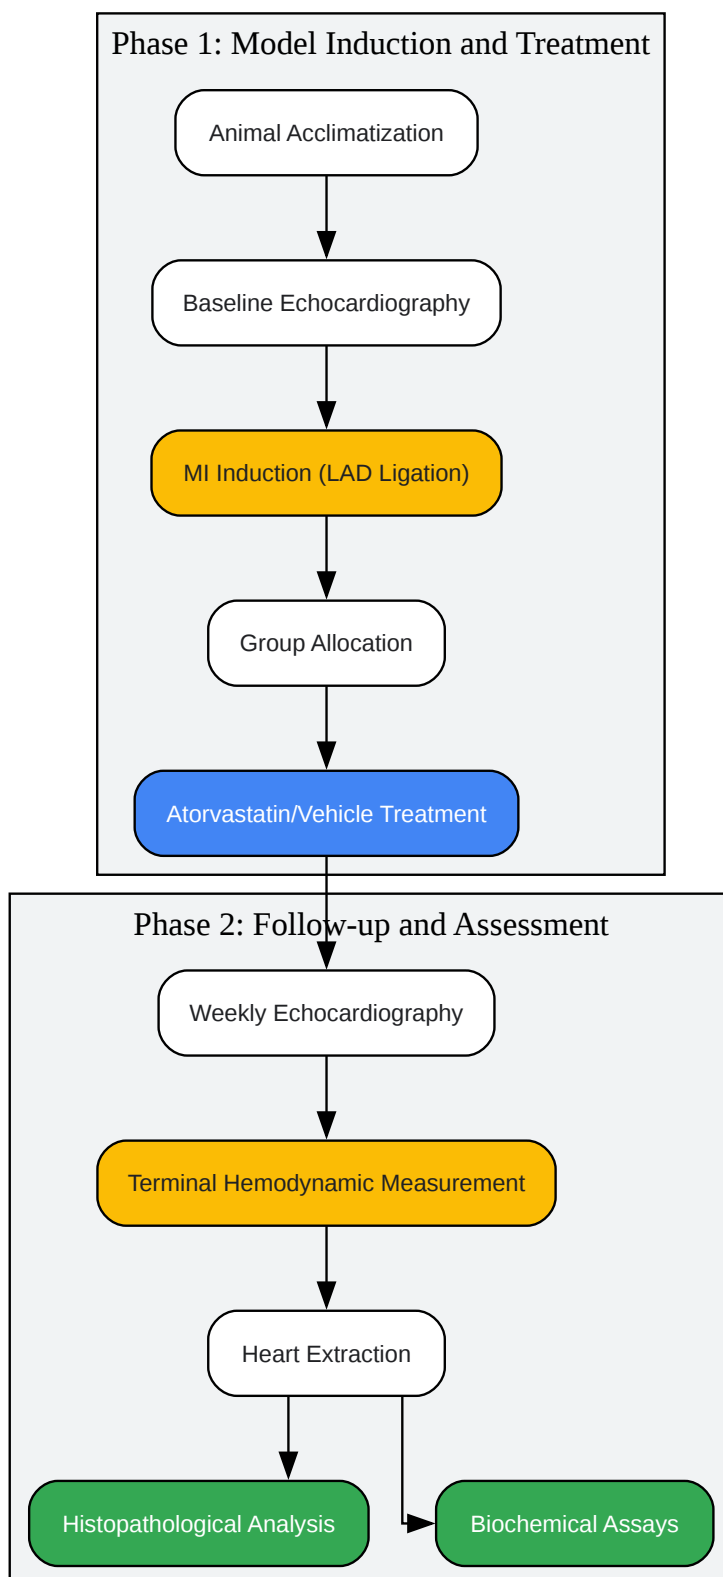 Phase 1: Model Induction and Treatment
Animal Acclimatization
Baseline Echocardiography
MI Induction (LAD Ligation)
Group Allocation
Atorvastatin/Vehicle Treatment
Phase 2: Follow-up and Assessment
Weekly Echocardiography
Terminal Hemodynamic Measurement
Heart Extraction
Histopathological Analysis
Biochemical Assays